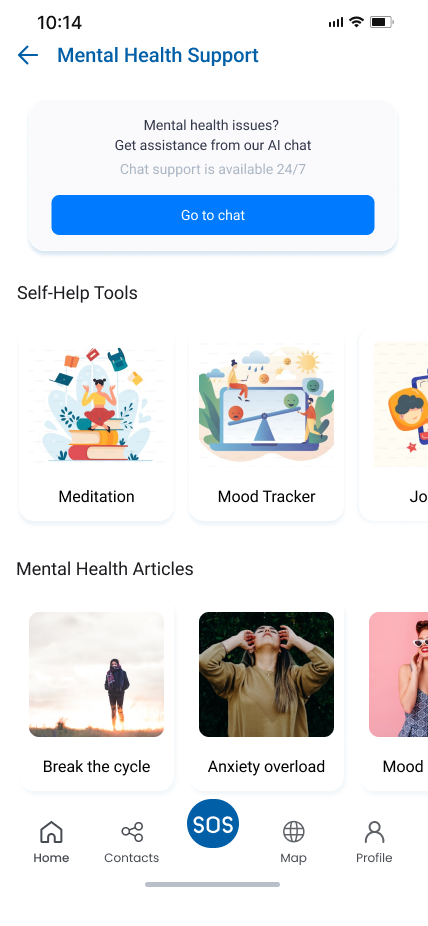 10:14
Mental Health Support
Mental health issues?
Get assistance from our AI chat
Chat support is available 24/7
Go to chat
Self-Help Tools
Meditation
Mood Tracker
Jo
Mental Health Articles
Break the cycle
Anxiety overload
Mood
SOS
Home
Contacts
Map
Profile